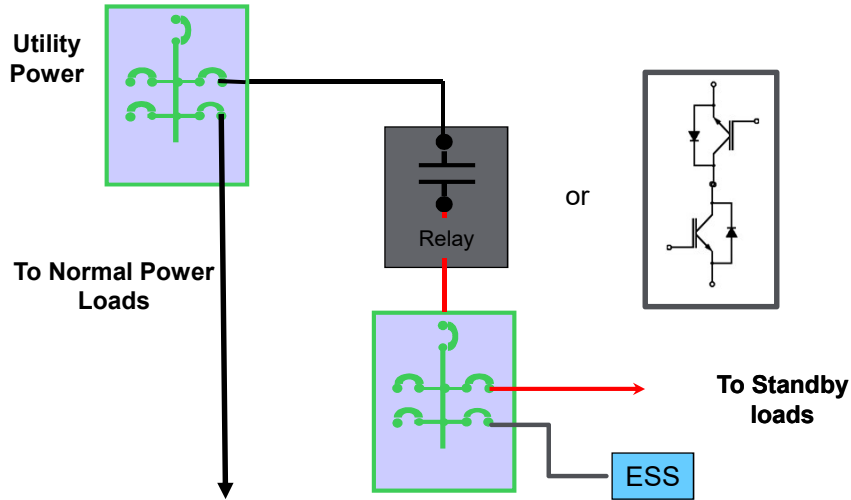 Utility
Power
or
Relay
To Normal Power
Loads
To Standby
loads
ESS